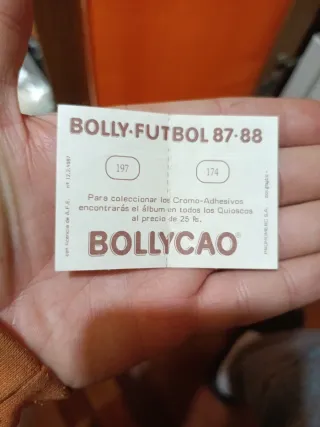 BOLLY·FUTBOL 87·88
197
174
Para coleccionar los Cromo-Adhesivos
encontrarás el álbum en todos los Quioscos
al precio de 25 Ps.
BOLLYCAO®